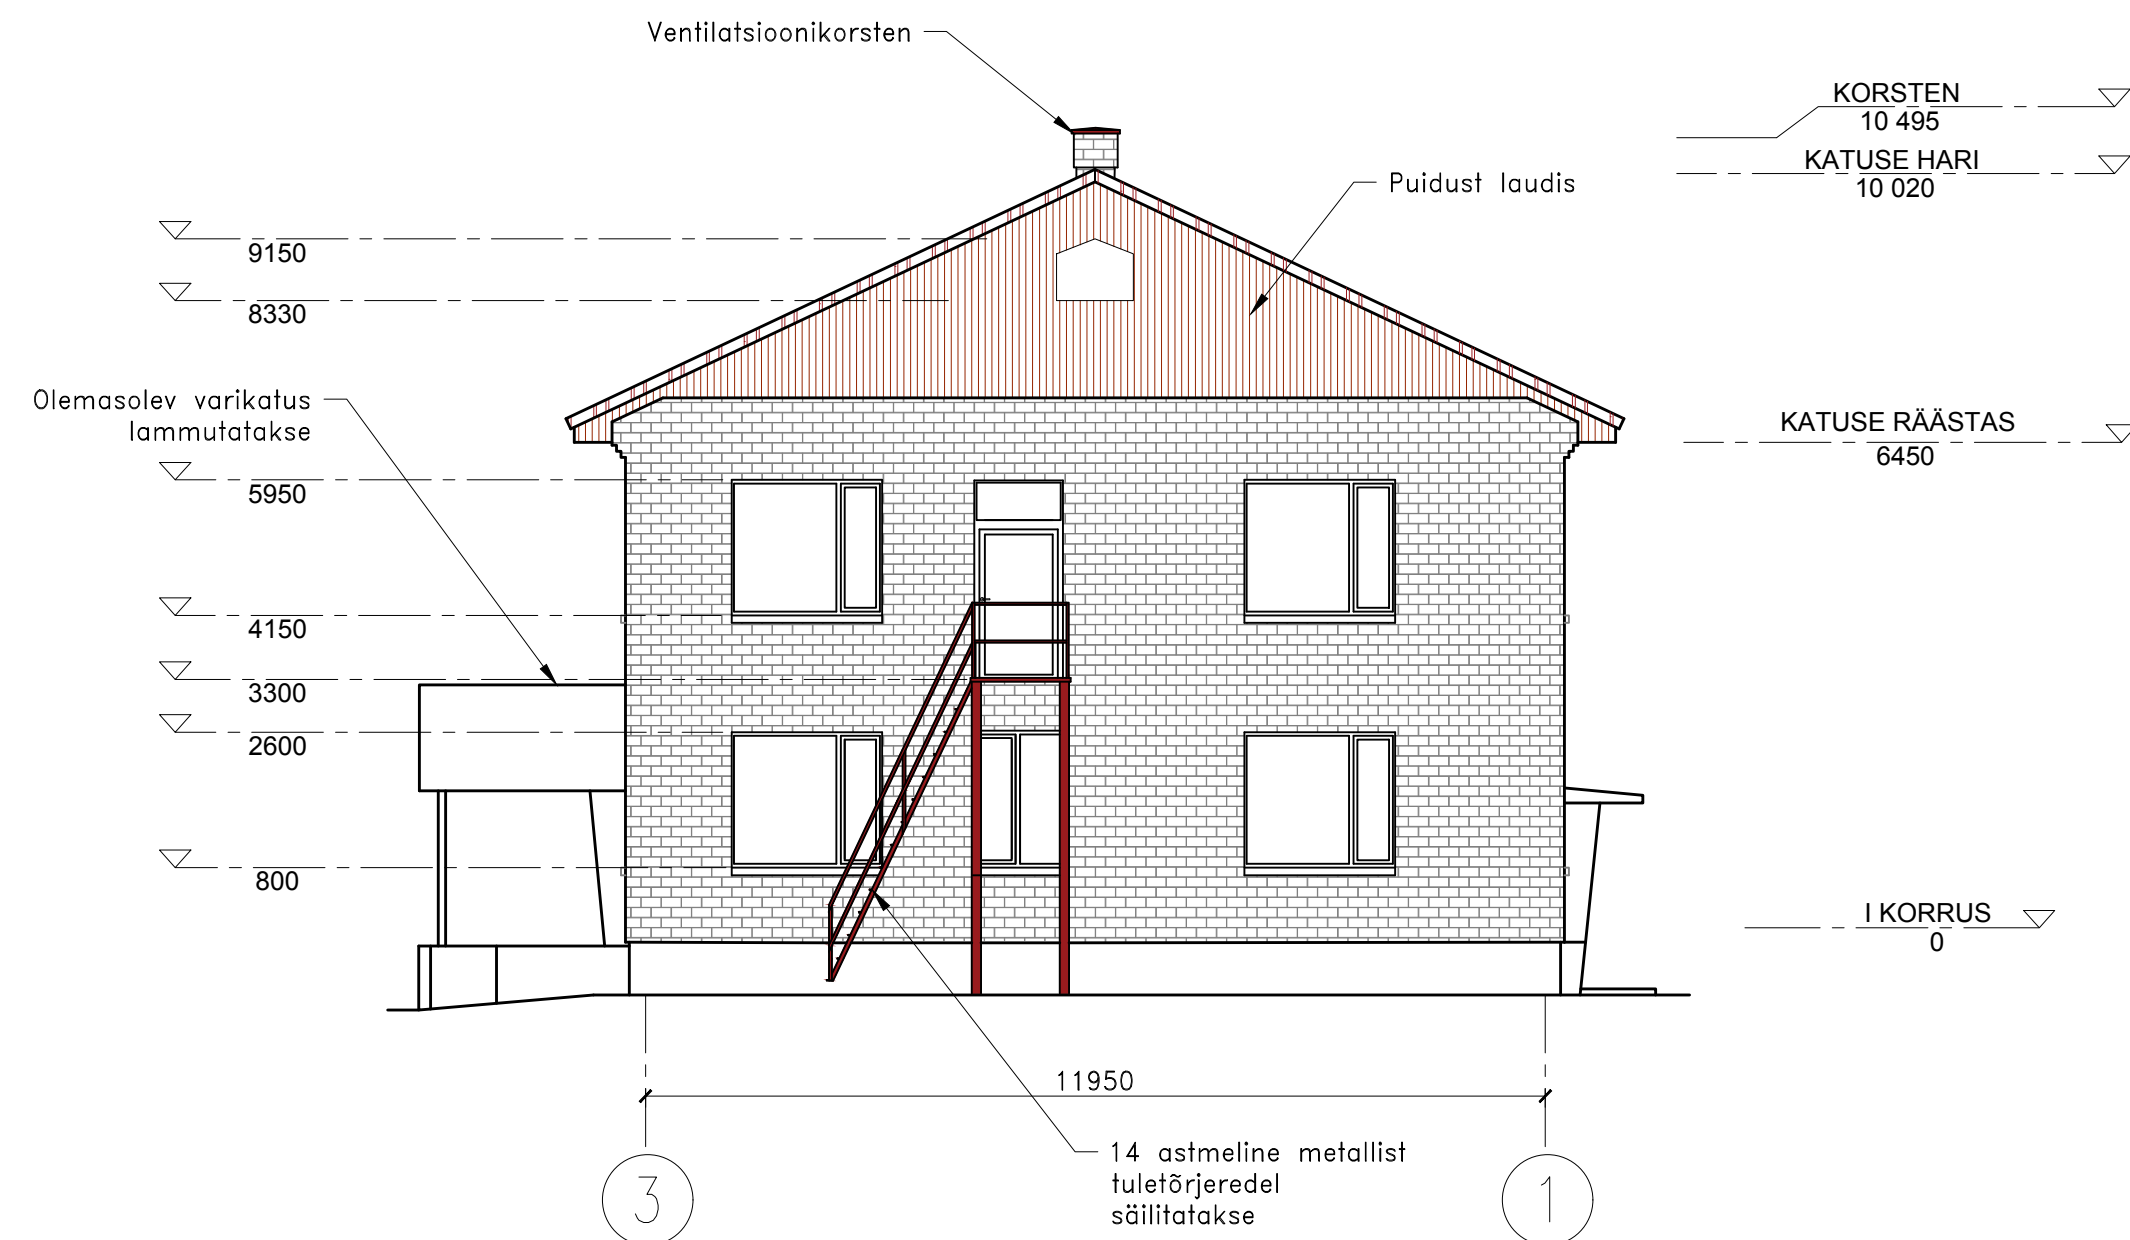 Ventilatsioonikorsten
KORSTEN
10 495
KATUSE HARI
10 020
Puidust laudis
9150
8330
Olemasolev varikatus
lammutatakse
KATUSE RÄÄSTAS
6450
5950
4150
3300
2600
800
I KORRUS
0
11950
14 astmeline metallist
tuletõrjeredel
säilitatakse
3
1